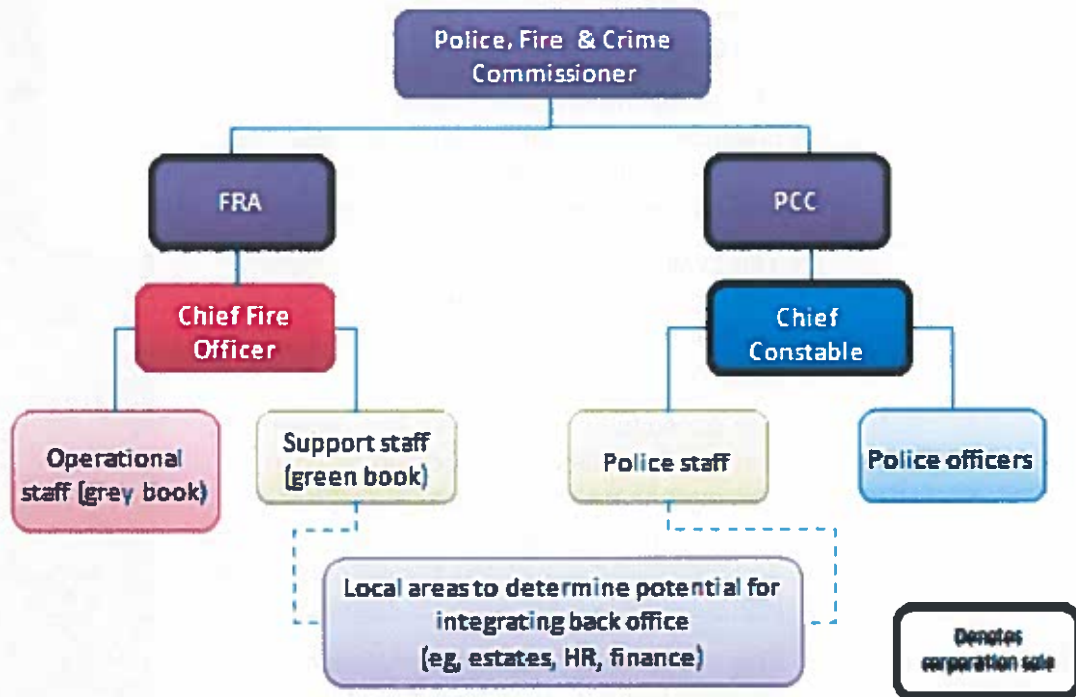 Police, Fire & Crime
Commissioner
FRA
PCC
Chief Fire
Officer
Chief
Constable
Operational
staff (grey book)
Support staff
(green book)
Police staff
Police officers
Local areas to determine potential for
integrating back office
(eg, estates, HR, finance)
Denotes
corporation sole